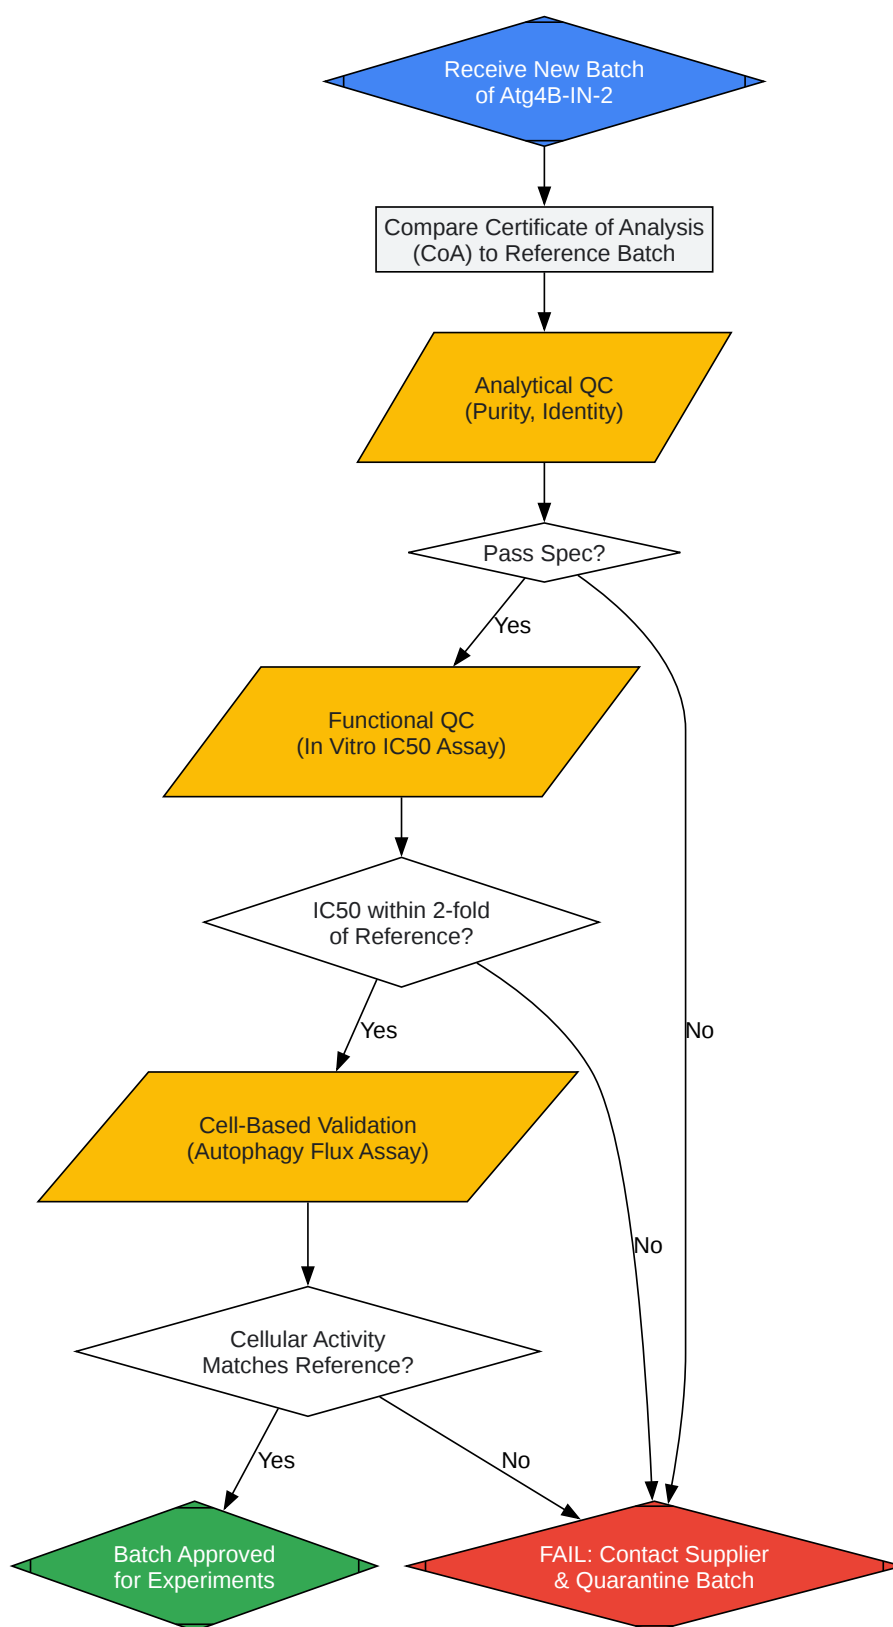 Receive New Batch
of Atg4B-IN-2
Compare Certificate of Analysis
(CoA) to Reference Batch
Analytical QC
(Purity, Identity)
Pass Spec?
Yes
Functional QC
(In Vitro IC50 Assay)
IC50 within 2-fold
of Reference?
Yes
No
Cell-Based Validation
(Autophagy Flux Assay)
No
Cellular Activity
Matches Reference?
Yes
No
Batch Approved
for Experiments
FAIL: Contact Supplier
& Quarantine Batch